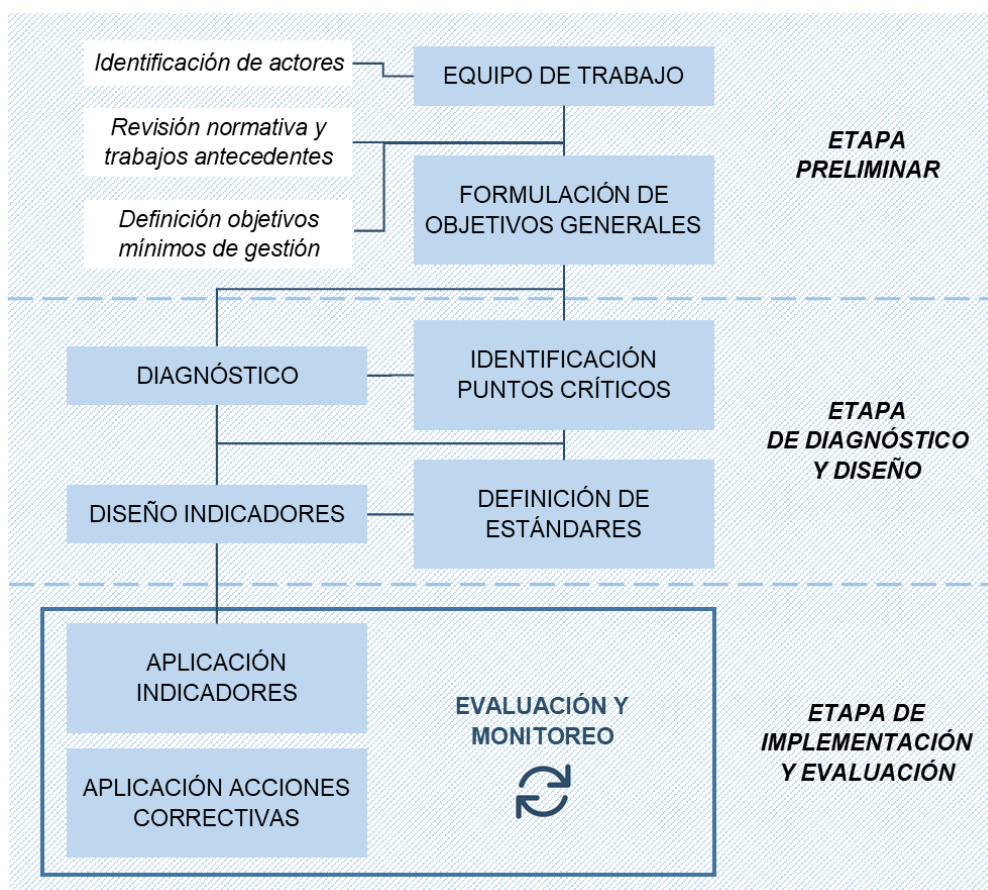 Identificación de actores
EQUIPO DE TRABAJO
Revisión normativa y
trabajos antecedentes
ETAPA
PRELIMINAR
FORMULACIÓN DE
OBJETIVOS GENERALES
Definición objetivos
mínimos de gestión
DIAGNÓSTICO
IDENTIFICACIÓN
PUNTOS CRÍTICOS
ETAPA
DE DIAGNÓSTICO
Y DISEÑO
DISEÑO INDICADORES
DEFINICIÓN DE
ESTÁNDARES
APLICACIÓN
INDICADORES
EVALUACIÓN Y
MONITOREO
ETAPA DE
IMPLEMENTACIÓN
Y EVALUACIÓN
APLICACIÓN ACCIONES
CORRECTIVAS